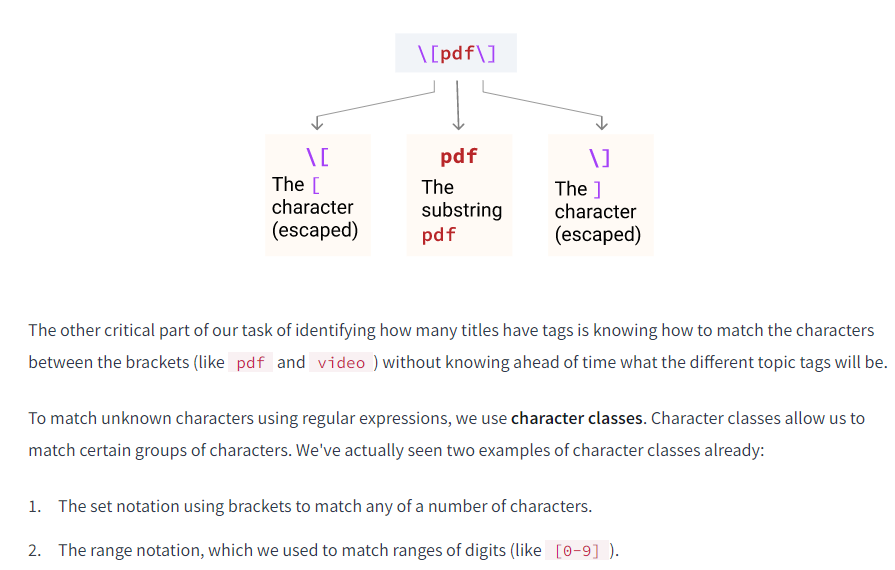 \[pdf\]
\[
The [
character
(escaped)
pdf
The
substring
pdf
\]
The ]
character
(escaped)
The other critical part of our task of identifying how many titles have tags is knowing how to match the characters
between the brackets (like pdf and video ) without knowing ahead of time what the different topic tags will be.
To match unknown characters using regular expressions, we use character classes. Character classes allow us to
match certain groups of characters. We've actually seen two examples of character classes already:
1. The set notation using brackets to match any of a number of characters.
2. The range notation, which we used to match ranges of digits (like [0-9] ).